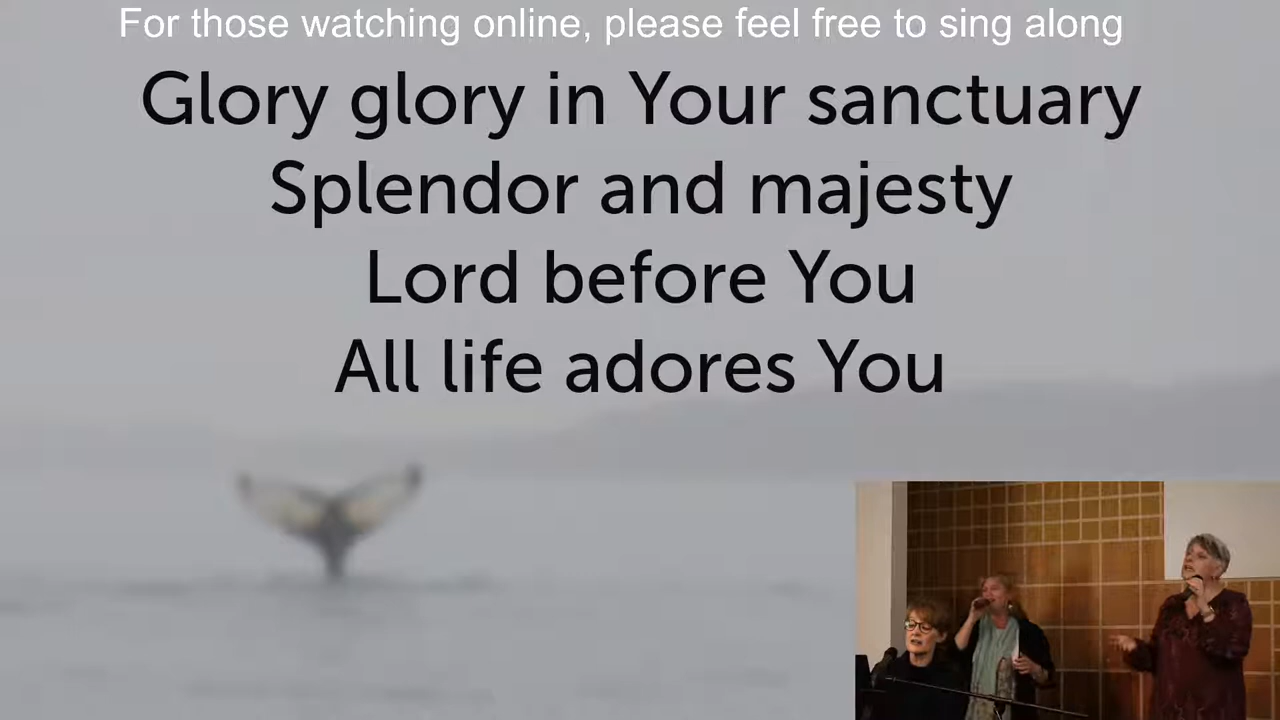 For those watching online, please feel free to sing along
Glory glory in Your sanctuary
Splendor and majesty
Lord before You
All life adores You